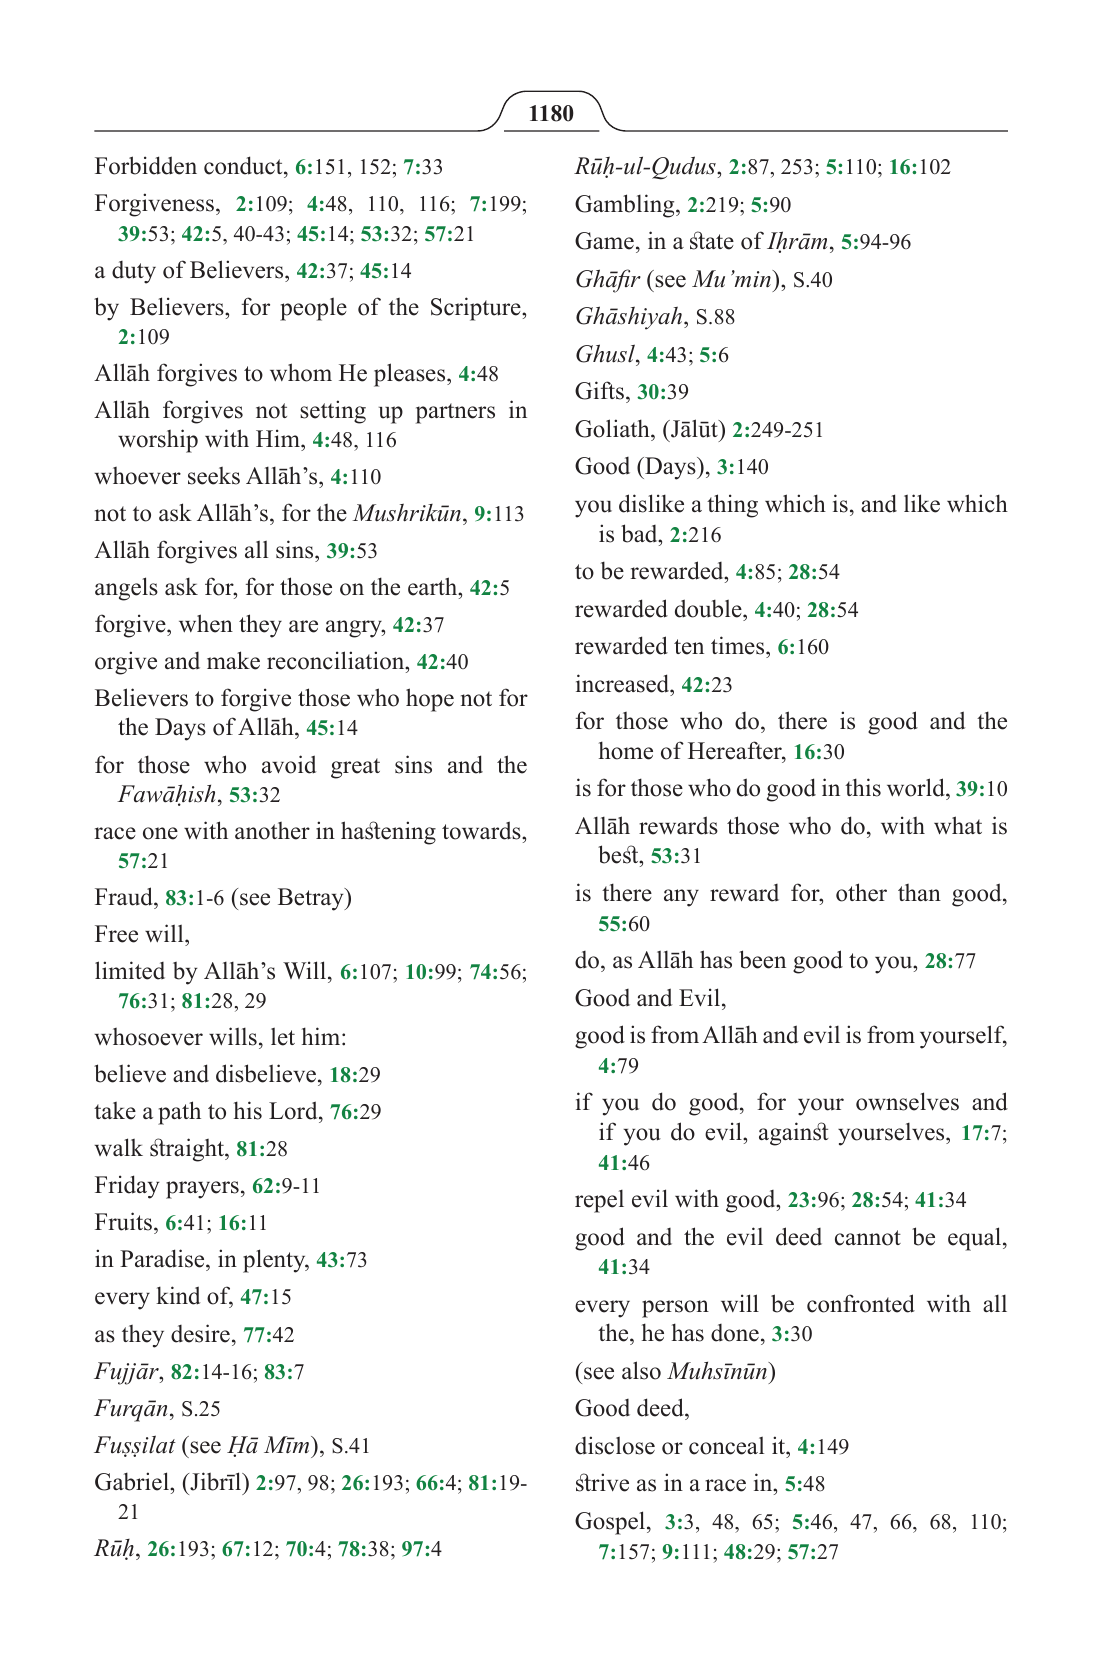 1180
Forbidden conduct, 6:151, 152; 7:33
Forgiveness, 2:109; 4:48, 110, 116; 7:199;
39:53; 42:5, 40-43; 45:14; 53:32; 57:21
a duty of Believers, 42:37; 45:14
by Believers, for people of the Scripture,
2:109
Allāh forgives to whom He pleases, 4:48
Allāh forgives not setting up partners in
worship with Him, 4:48, 116
whoever seeks Allāh’s, 4:110
not to ask Allāh’s, for the Mushrikūn, 9:113
Allāh forgives all sins, 39:53
angels ask for, for those on the earth, 42:5
forgive, when they are angry, 42:37
orgive and make reconciliation, 42:40
Believers to forgive those who hope not for
the Days of Allāh, 45:14
for those who avoid great sins and the
Fawāḥish, 53:32
race one with another in hastening towards,
57:21
Fraud, 83:1-6 (see Betray)
Free will,
limited by Allāh’s Will, 6:107; 10:99; 74:56;
76:31; 81:28, 29
whosoever wills, let him:
believe and disbelieve, 18:29
take a path to his Lord, 76:29
walk straight, 81:28
Friday prayers, 62:9-11
Fruits, 6:41; 16:11
in Paradise, in plenty, 43:73
every kind of, 47:15
as they desire, 77:42
Fujjār, 82:14-16; 83:7
Furqān, S.25
Fuṣṣilat (see Ḥā Mīm), S.41
Gabriel, (Jibrīl) 2:97, 98; 26:193; 66:4; 81:19-
21
Rūḥ, 26:193; 67:12; 70:4; 78:38; 97:4
Rūḥ-ul-Qudus, 2:87, 253; 5:110; 16:102
Gambling, 2:219; 5:90
Game, in a state of Iḥrām, 5:94-96
Ghāfir (see Mu’min), S.40
Ghāshiyah, S.88
Ghusl, 4:43; 5:6
Gifts, 30:39
Goliath, (Jālūt) 2:249-251
Good (Days), 3:140
you dislike a thing which is, and like which
is bad, 2:216
to be rewarded, 4:85; 28:54
rewarded double, 4:40; 28:54
rewarded ten times, 6:160
increased, 42:23
for those who do, there is good and the
home of Hereafter, 16:30
is for those who do good in this world, 39:10
Allāh rewards those who do, with what is
best, 53:31
is there any reward for, other than good,
55:60
do, as Allāh has been good to you, 28:77
Good and Evil,
good is from Allāh and evil is from yourself,
4:79
if you do good, for your ownselves and
if you do evil, against yourselves, 17:7;
41:46
repel evil with good, 23:96; 28:54; 41:34
good and the evil deed cannot be equal,
41:34
every person will be confronted with all
the, he has done, 3:30
(see also Muhsīnūn)
Good deed,
disclose or conceal it, 4:149
strive as in a race in, 5:48
Gospel, 3:3, 48, 65; 5:46, 47, 66, 68, 110;
7:157; 9:111; 48:29; 57:27